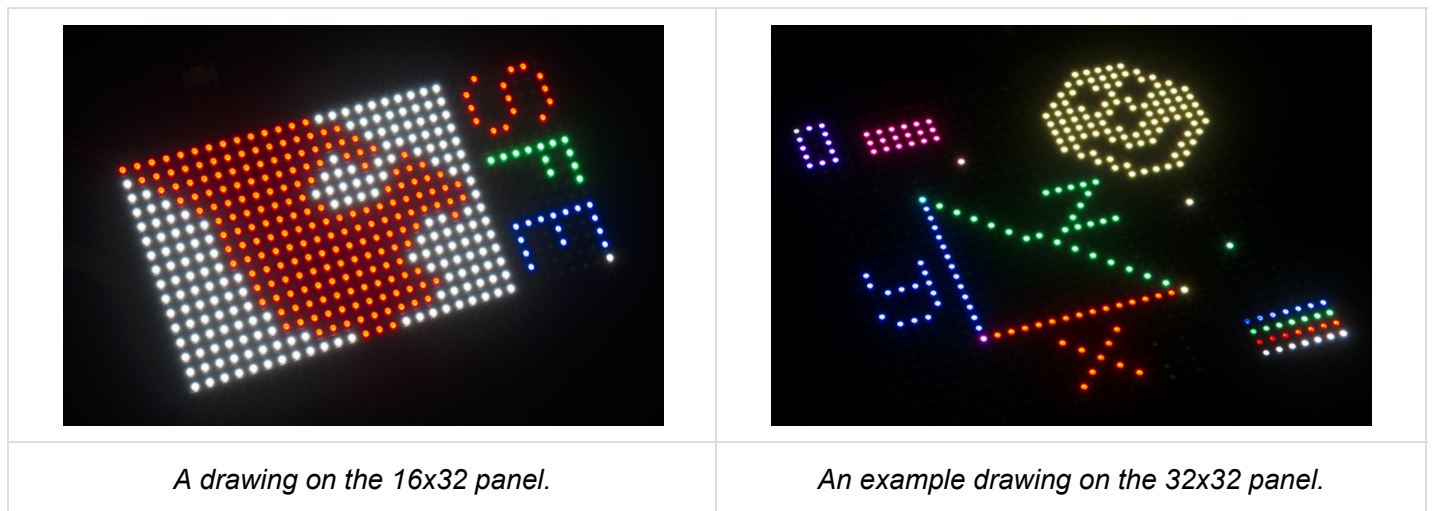 S
F
E
Z
Y
X
A drawing on the 16x32 panel.
An example drawing on the 32x32 panel.